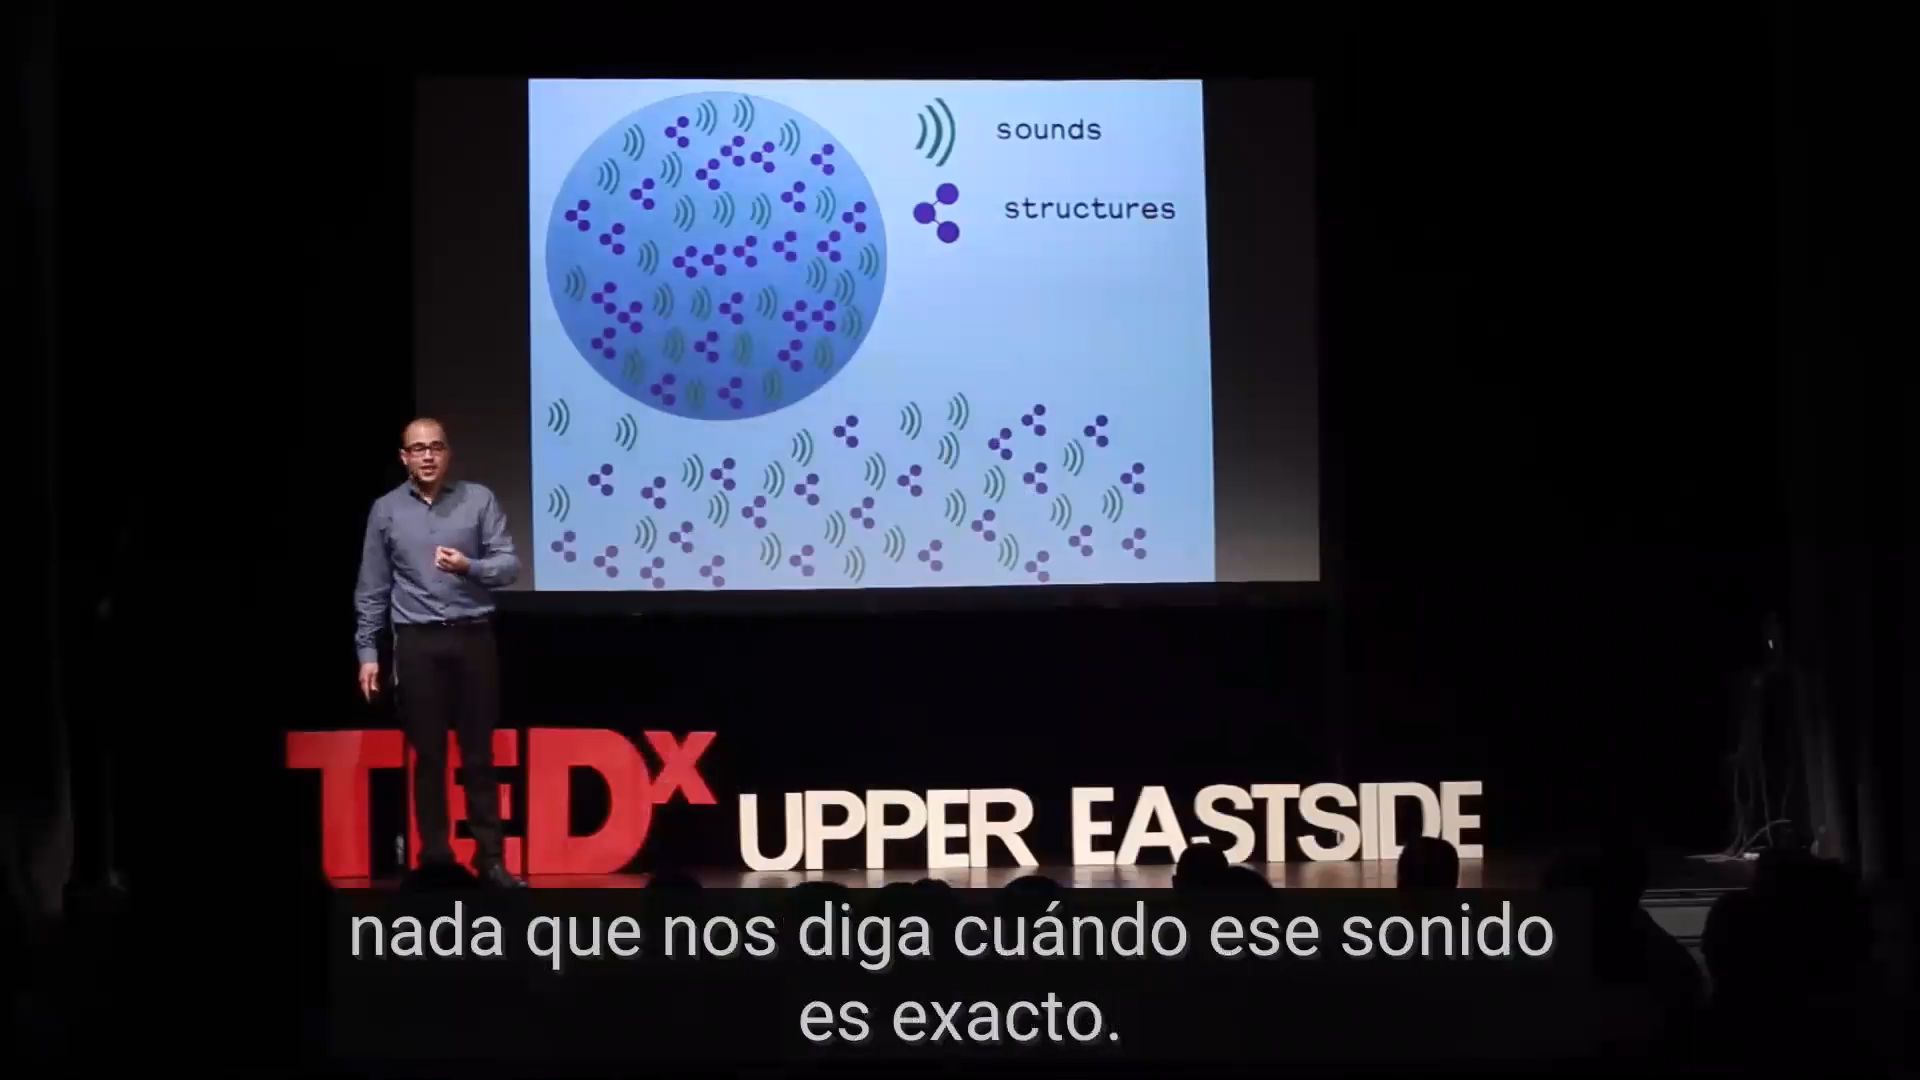 sounds
structures
TEDx UPPER EASTSIDE
nada que nos diga cuándo ese sonido
es exacto.